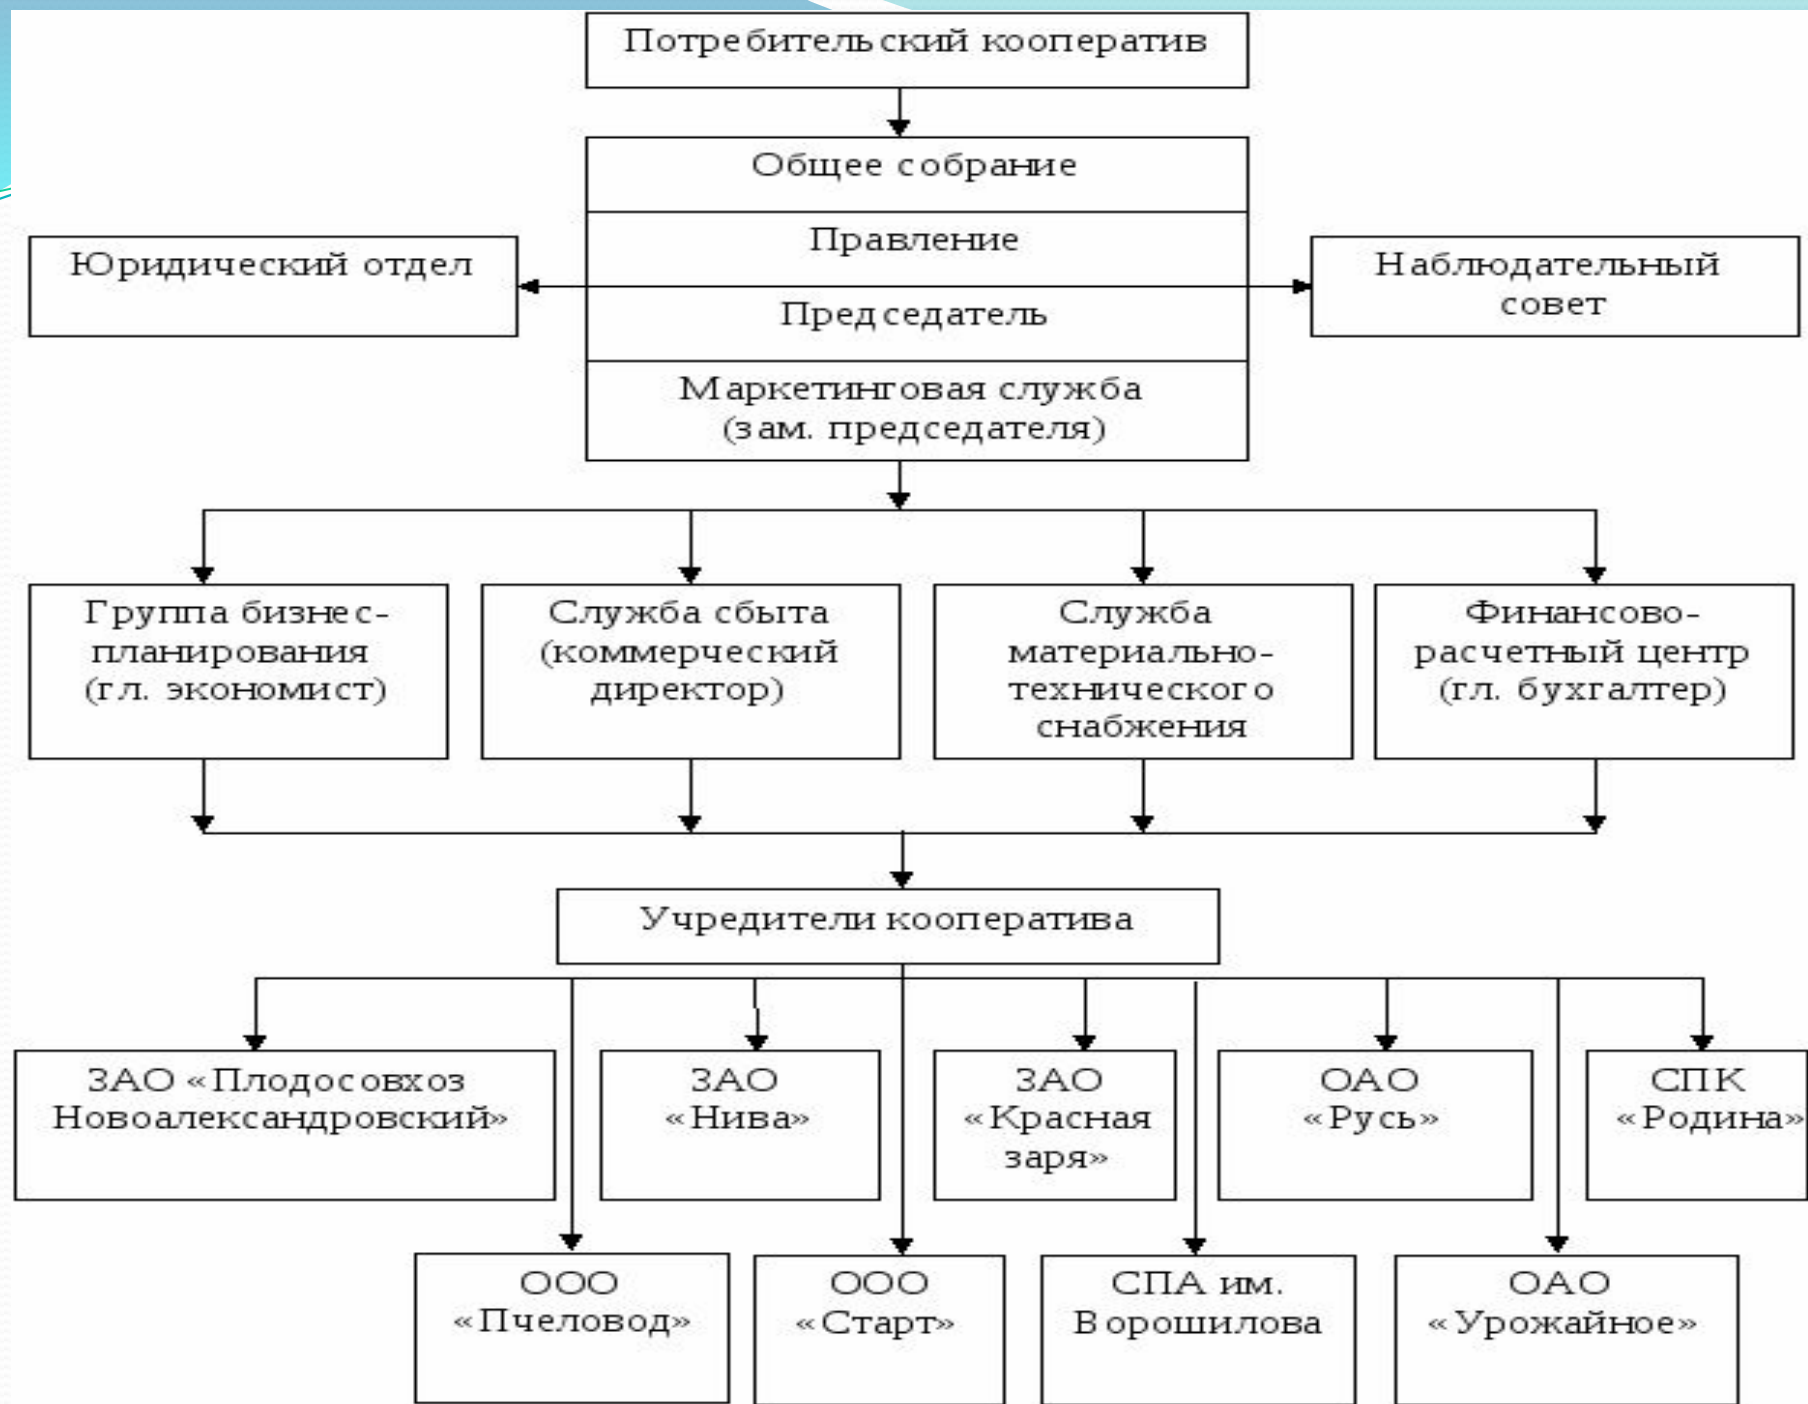 Потребительский кооператив
Общее собрание
Правление
Юридический отдел
Наблюдательный
совет
Председатель
Маркетинговая служба
(зам. председателя)
Группа бизнес-
планирования
(гл. экономист)
Служба сбыта
(коммерческий
директор)
Служба
материально-
технического
снабжения
Финансово-
расчетный центр
(гл. бухгалтер)
Учредители кооператива
ЗАО «Плодосовхоз
Новоалександровский»
ЗАО
«Нива»
ЗАО
«Красная
заря»
ОАО
«Русь»
СПК
«Родина»
ООО
«Пчеловод»
ООО
«Старт»
СПА им.
Ворошилова
ОАО
«Урожайное»